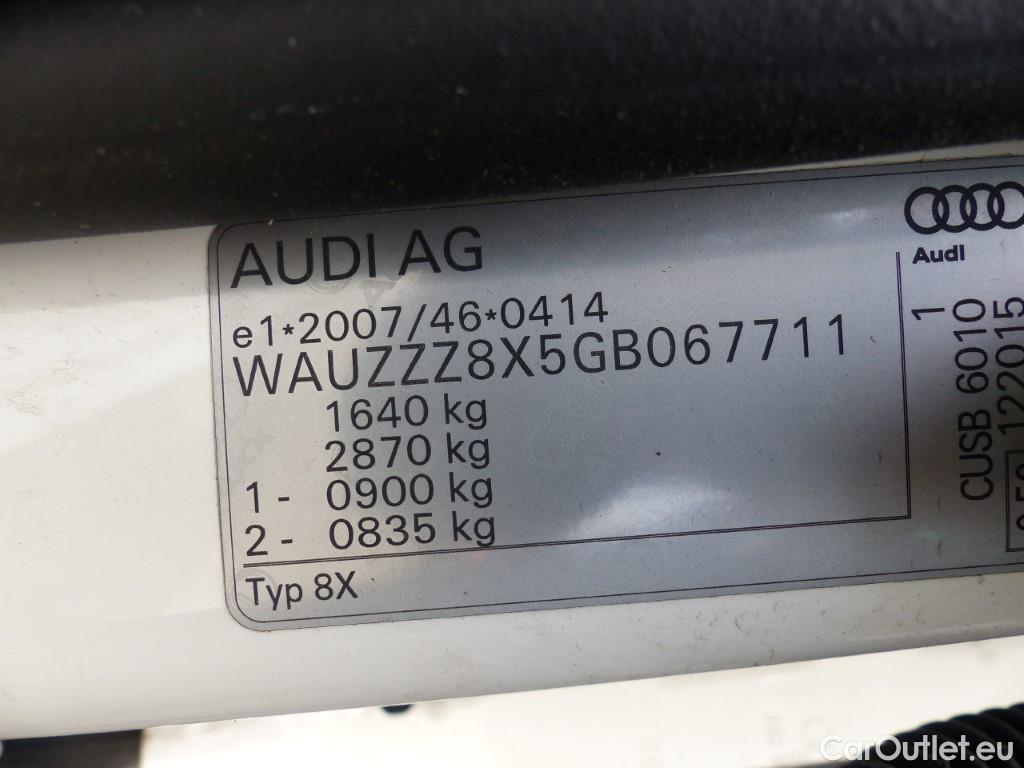 AUDI AG
e1*2007/46*0414
WAUZZZ8X5GB067711
1640 kg
2870 kg
1 - 0900 kg
2 - 0835 kg
Typ 8X
Audi
1
CUSB 6010
122015
CarOutlet.eu